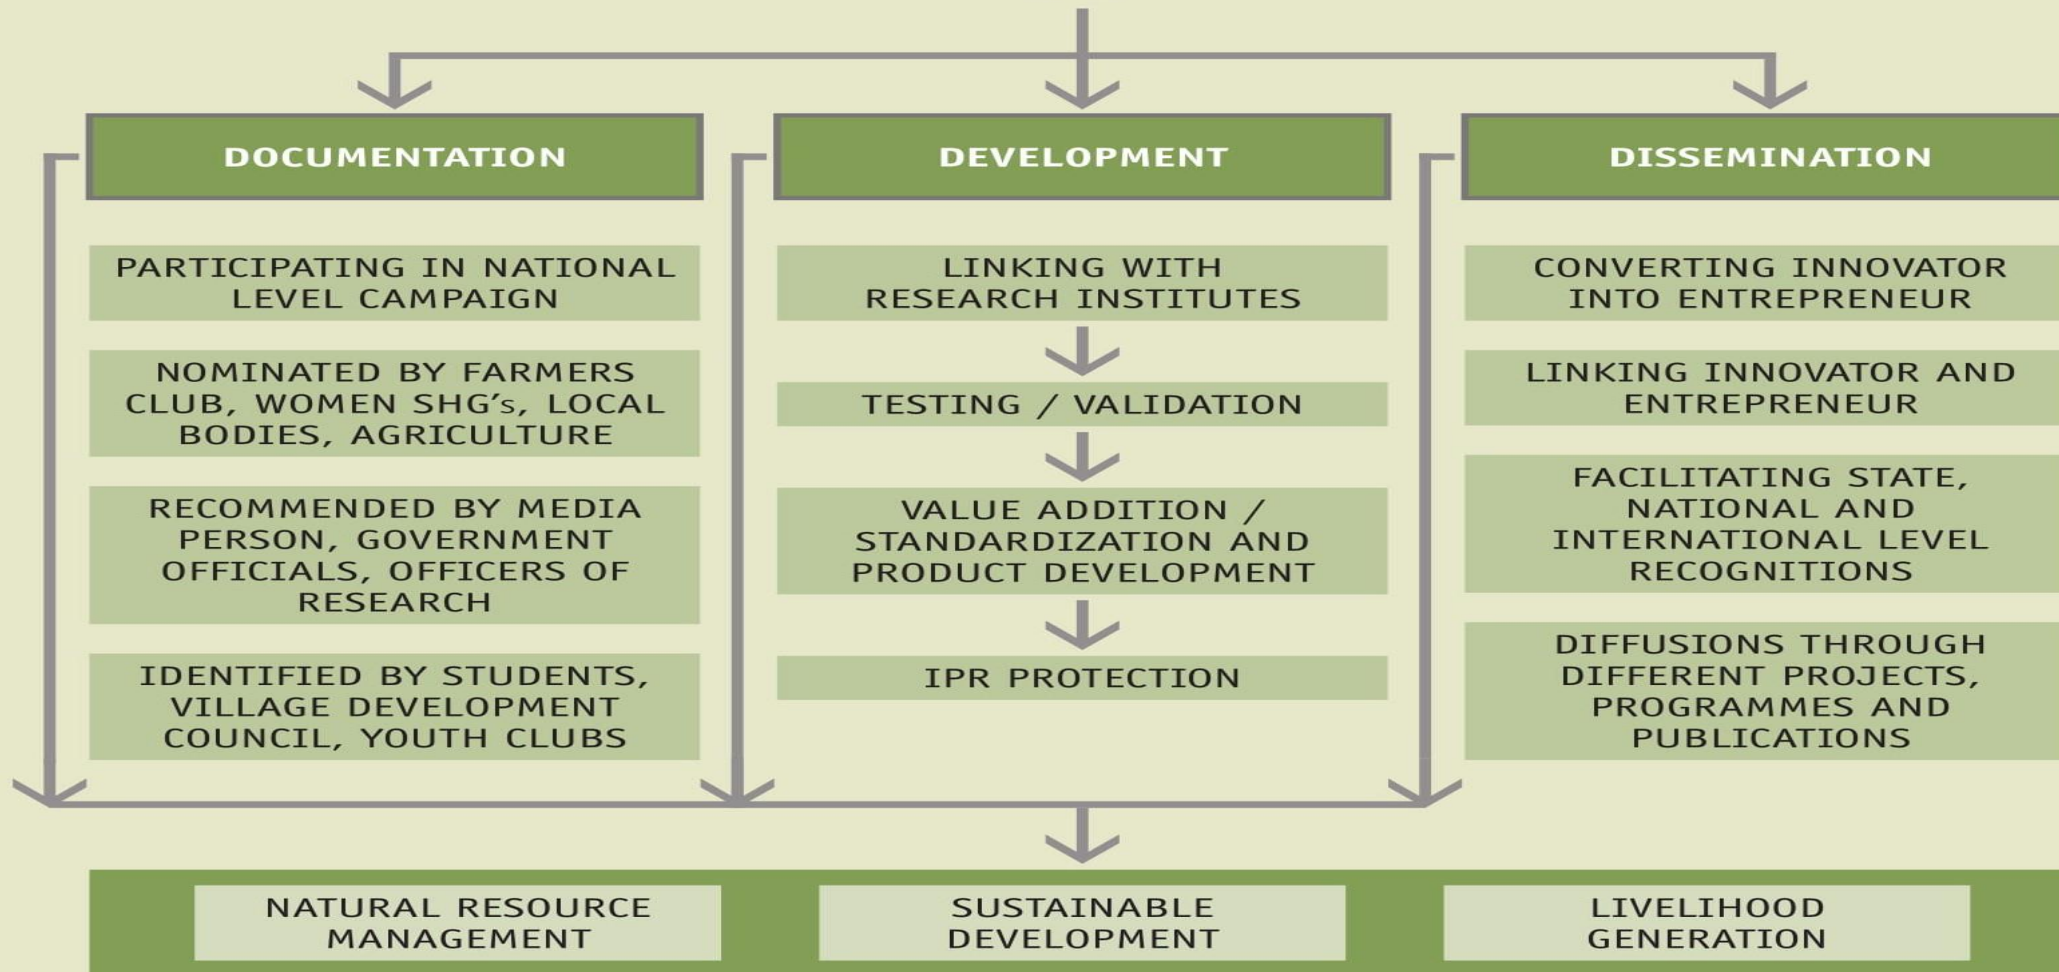 DOCUMENTATION
PARTICIPATING IN NATIONAL
LEVEL CAMPAIGN
NOMINATED BY FARMERS
CLUB, WOMEN SHG's, LOCAL
BODIES, AGRICULTURE
RECOMMENDED BY MEDIA
PERSON, GOVERNMENT
OFFICIALS, OFFICERS OF
RESEARCH
IDENTIFIED BY STUDENTS,
VILLAGE DEVELOPMENT
COUNCIL, YOUTH CLUBS
DEVELOPMENT
LINKING WITH
RESEARCH INSTITUTES
TESTING / VALIDATION
VALUE ADDITION /
STANDARDIZATION AND
PRODUCT DEVELOPMENT
IPR PROTECTION
DISSEMINATION
CONVERTING INNOVATOR
INTO ENTREPRENEUR
LINKING INNOVATOR AND
ENTREPRENEUR
FACILITATING STATE,
NATIONAL AND
INTERNATIONAL LEVEL
RECOGNITIONS
DIFFUSIONS THROUGH
DIFFERENT PROJECTS,
PROGRAMMES AND
PUBLICATIONS
NATURAL RESOURCE
MANAGEMENT
SUSTAINABLE
DEVELOPMENT
LIVELIHOOD
GENERATION